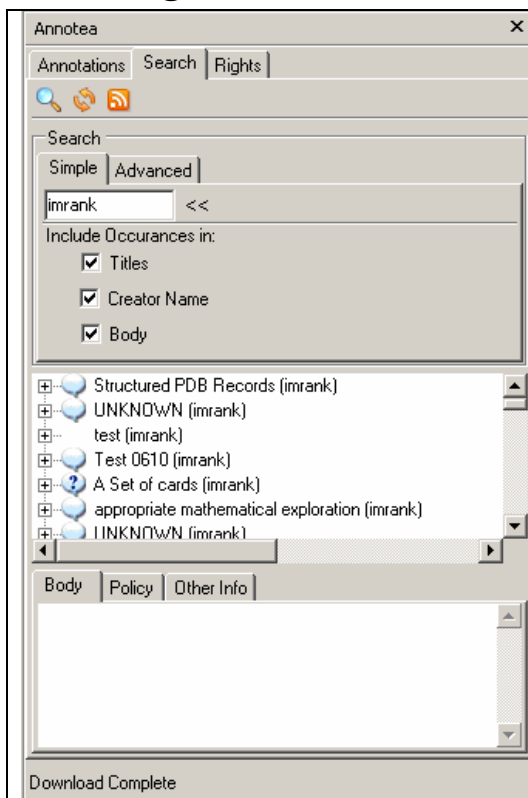 Annotea
Annotations Search Rights
Search
Simple Advanced
imrank <<
Include Occurances in:
Titles
Creator Name
Body
Structured PDB Records (imrank)
UNKNOWN (imrank)
test (imrank)
Test 0610 (imrank)
A Set of cards (imrank)
appropriate mathematical exploration (imrank)
UNKNOWN (imrank)
Body Policy Other Info
Download Complete